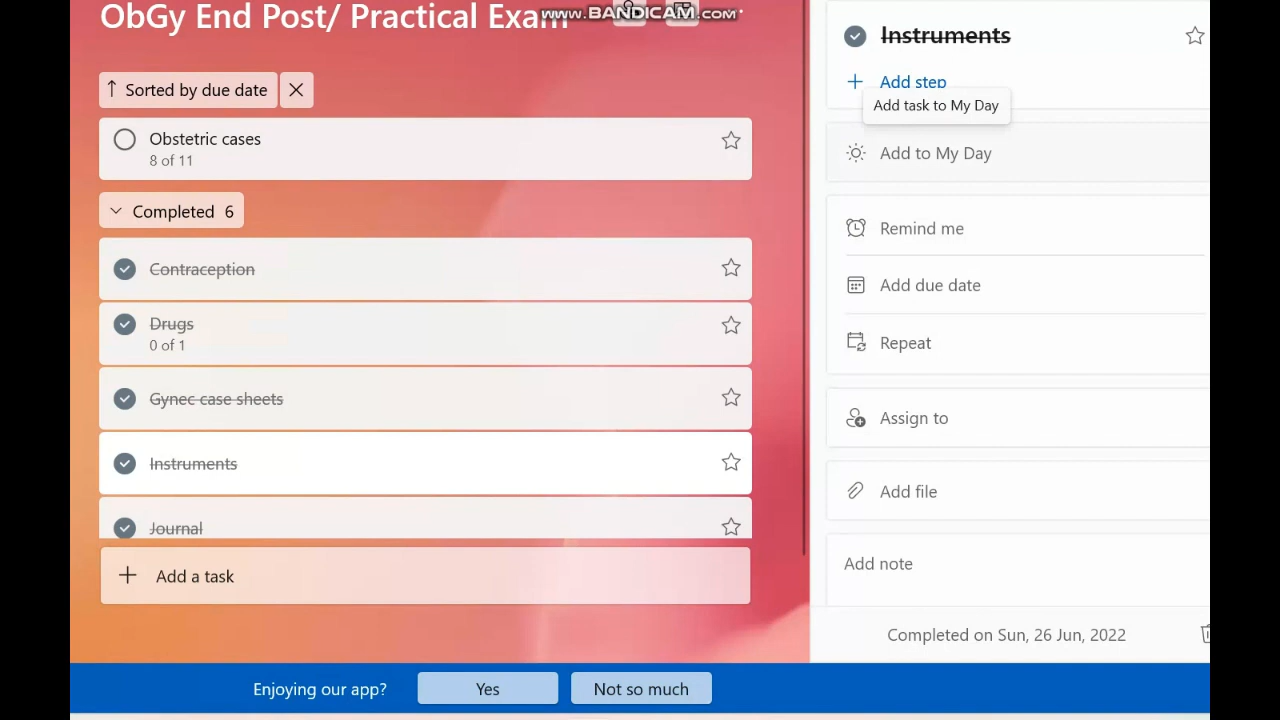 ObGy End Post/ Practical Exam
www.BANDICAM.com
Sorted by due date
Obstetric cases
8 of 11
Completed 6
Contraception
Drugs
0 of 1
Gynec case sheets
Instruments
Journal
Add a task
Instruments
Add step
Add task to My Day
Add to My Day
Remind me
Add due date
Repeat
Assign to
Add file
Add note
Completed on Sun, 26 Jun, 2022
Enjoying our app?
Yes
Not so much